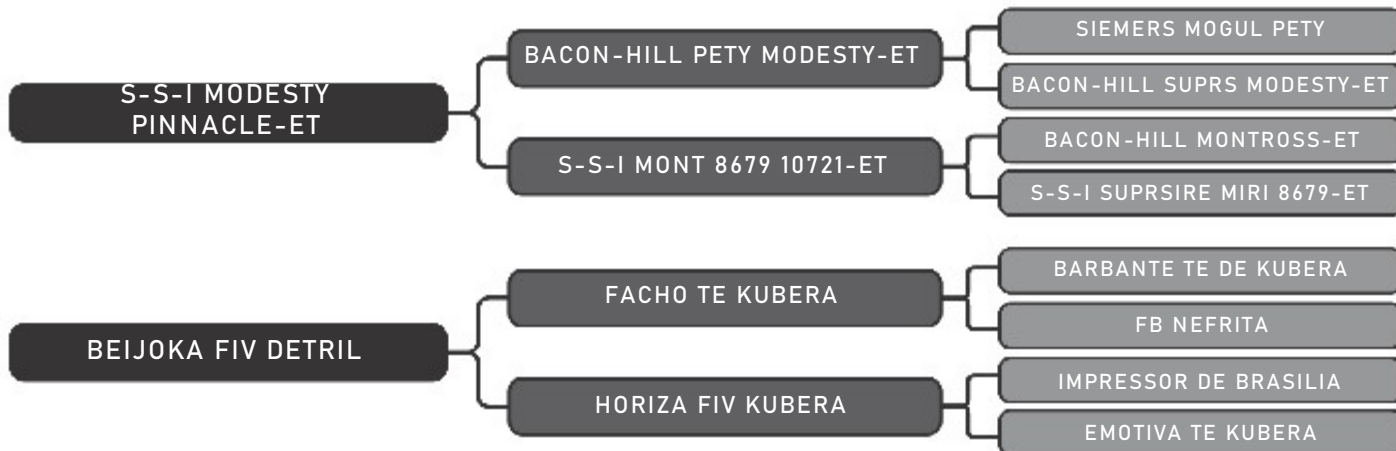 S-S-I MODESTY
PINNACLE-ET
BACON-HILL PETY MODESTY-ET
SIEMERS MOGUL PETY
BACON-HILL SUPRS MODESTY-ET
S-S-I MONT 8679 10721-ET
BACON-HILL MONTROSS-ET
S-S-I SUPRSIRE MIRI 8679-ET
BEIJOKA FIV DETRIL
FACHO TE KUBERA
BARBANTE TE DE KUBERA
FB NEFRITA
HORIZA FIV KUBERA
IMPRESSOR DE BRASILIA
EMOTIVA TE KUBERA